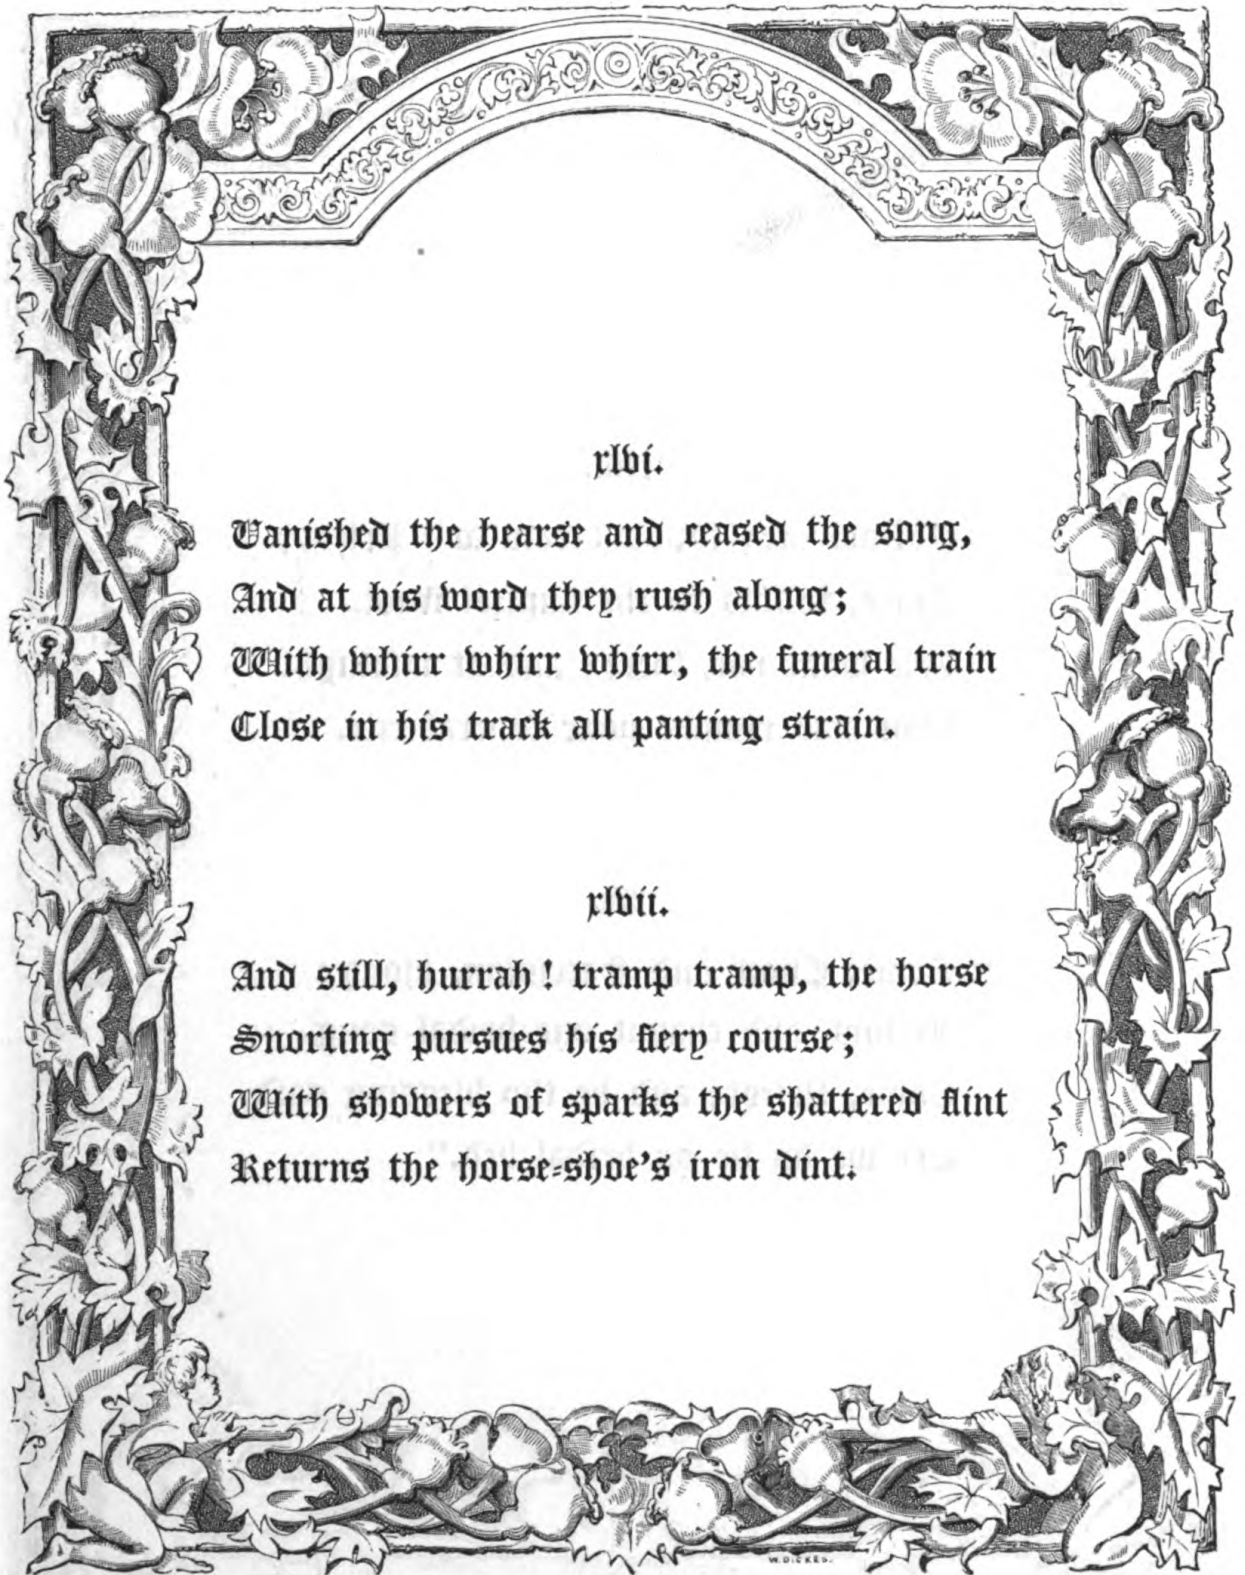 xlvi.
Vanished the hearse and ceased the song,
And at his word they rush along;
With whirr whirr whirr, the funeral train
Close in his track all panting strain.
xlvii.
And still, hurrah! tramp tramp, the horse
Snorting pursues his fiery course;
With showers of sparks the shattered flint
Returns the horse-shoe's iron dint.
W. DICKES.